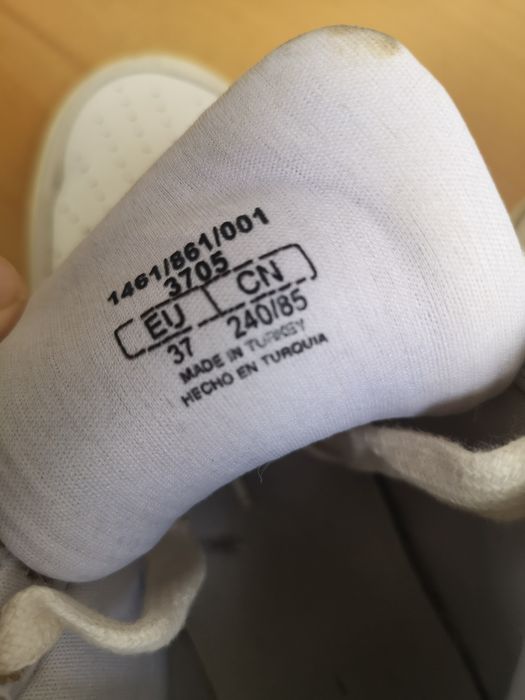 1461/861/001
3705
EU CN
37 240/85
MADE IN TURKEY
HECHO EN TURQUIA